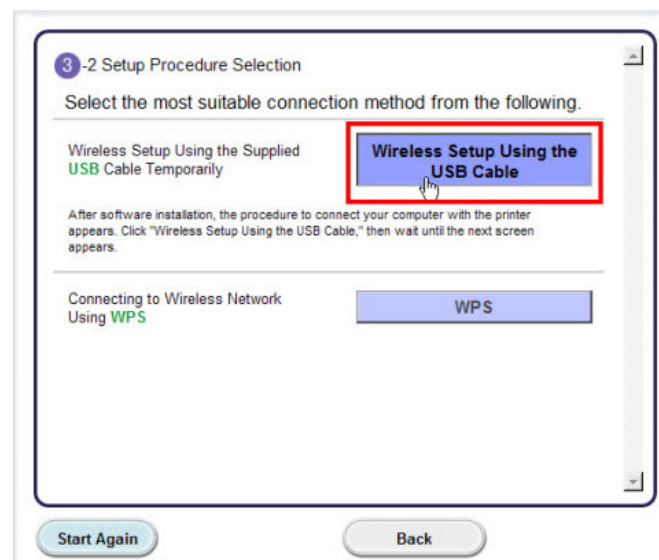 3-2 Setup Procedure Selection
Select the most suitable connection method from the following.
Wireless Setup Using the Supplied
USB Cable Temporarily
Wireless Setup Using the
USB Cable
After software installation, the procedure to connect your computer with the printer
appears. Click "Wireless Setup Using the USB Cable," then wait until the next screen
appears.
Connecting to Wireless Network
Using WPS
WPS
Start Again
Back